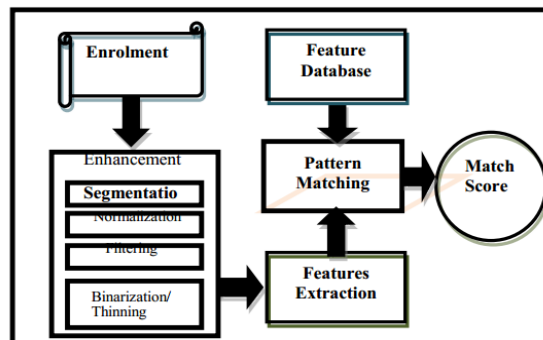 Enrolment
Enhancement
Segmentatio
Normalization
Filtering
Binarization/
Thinning
Feature
Database
Pattern
Matching
Features
Extraction
Match
Score